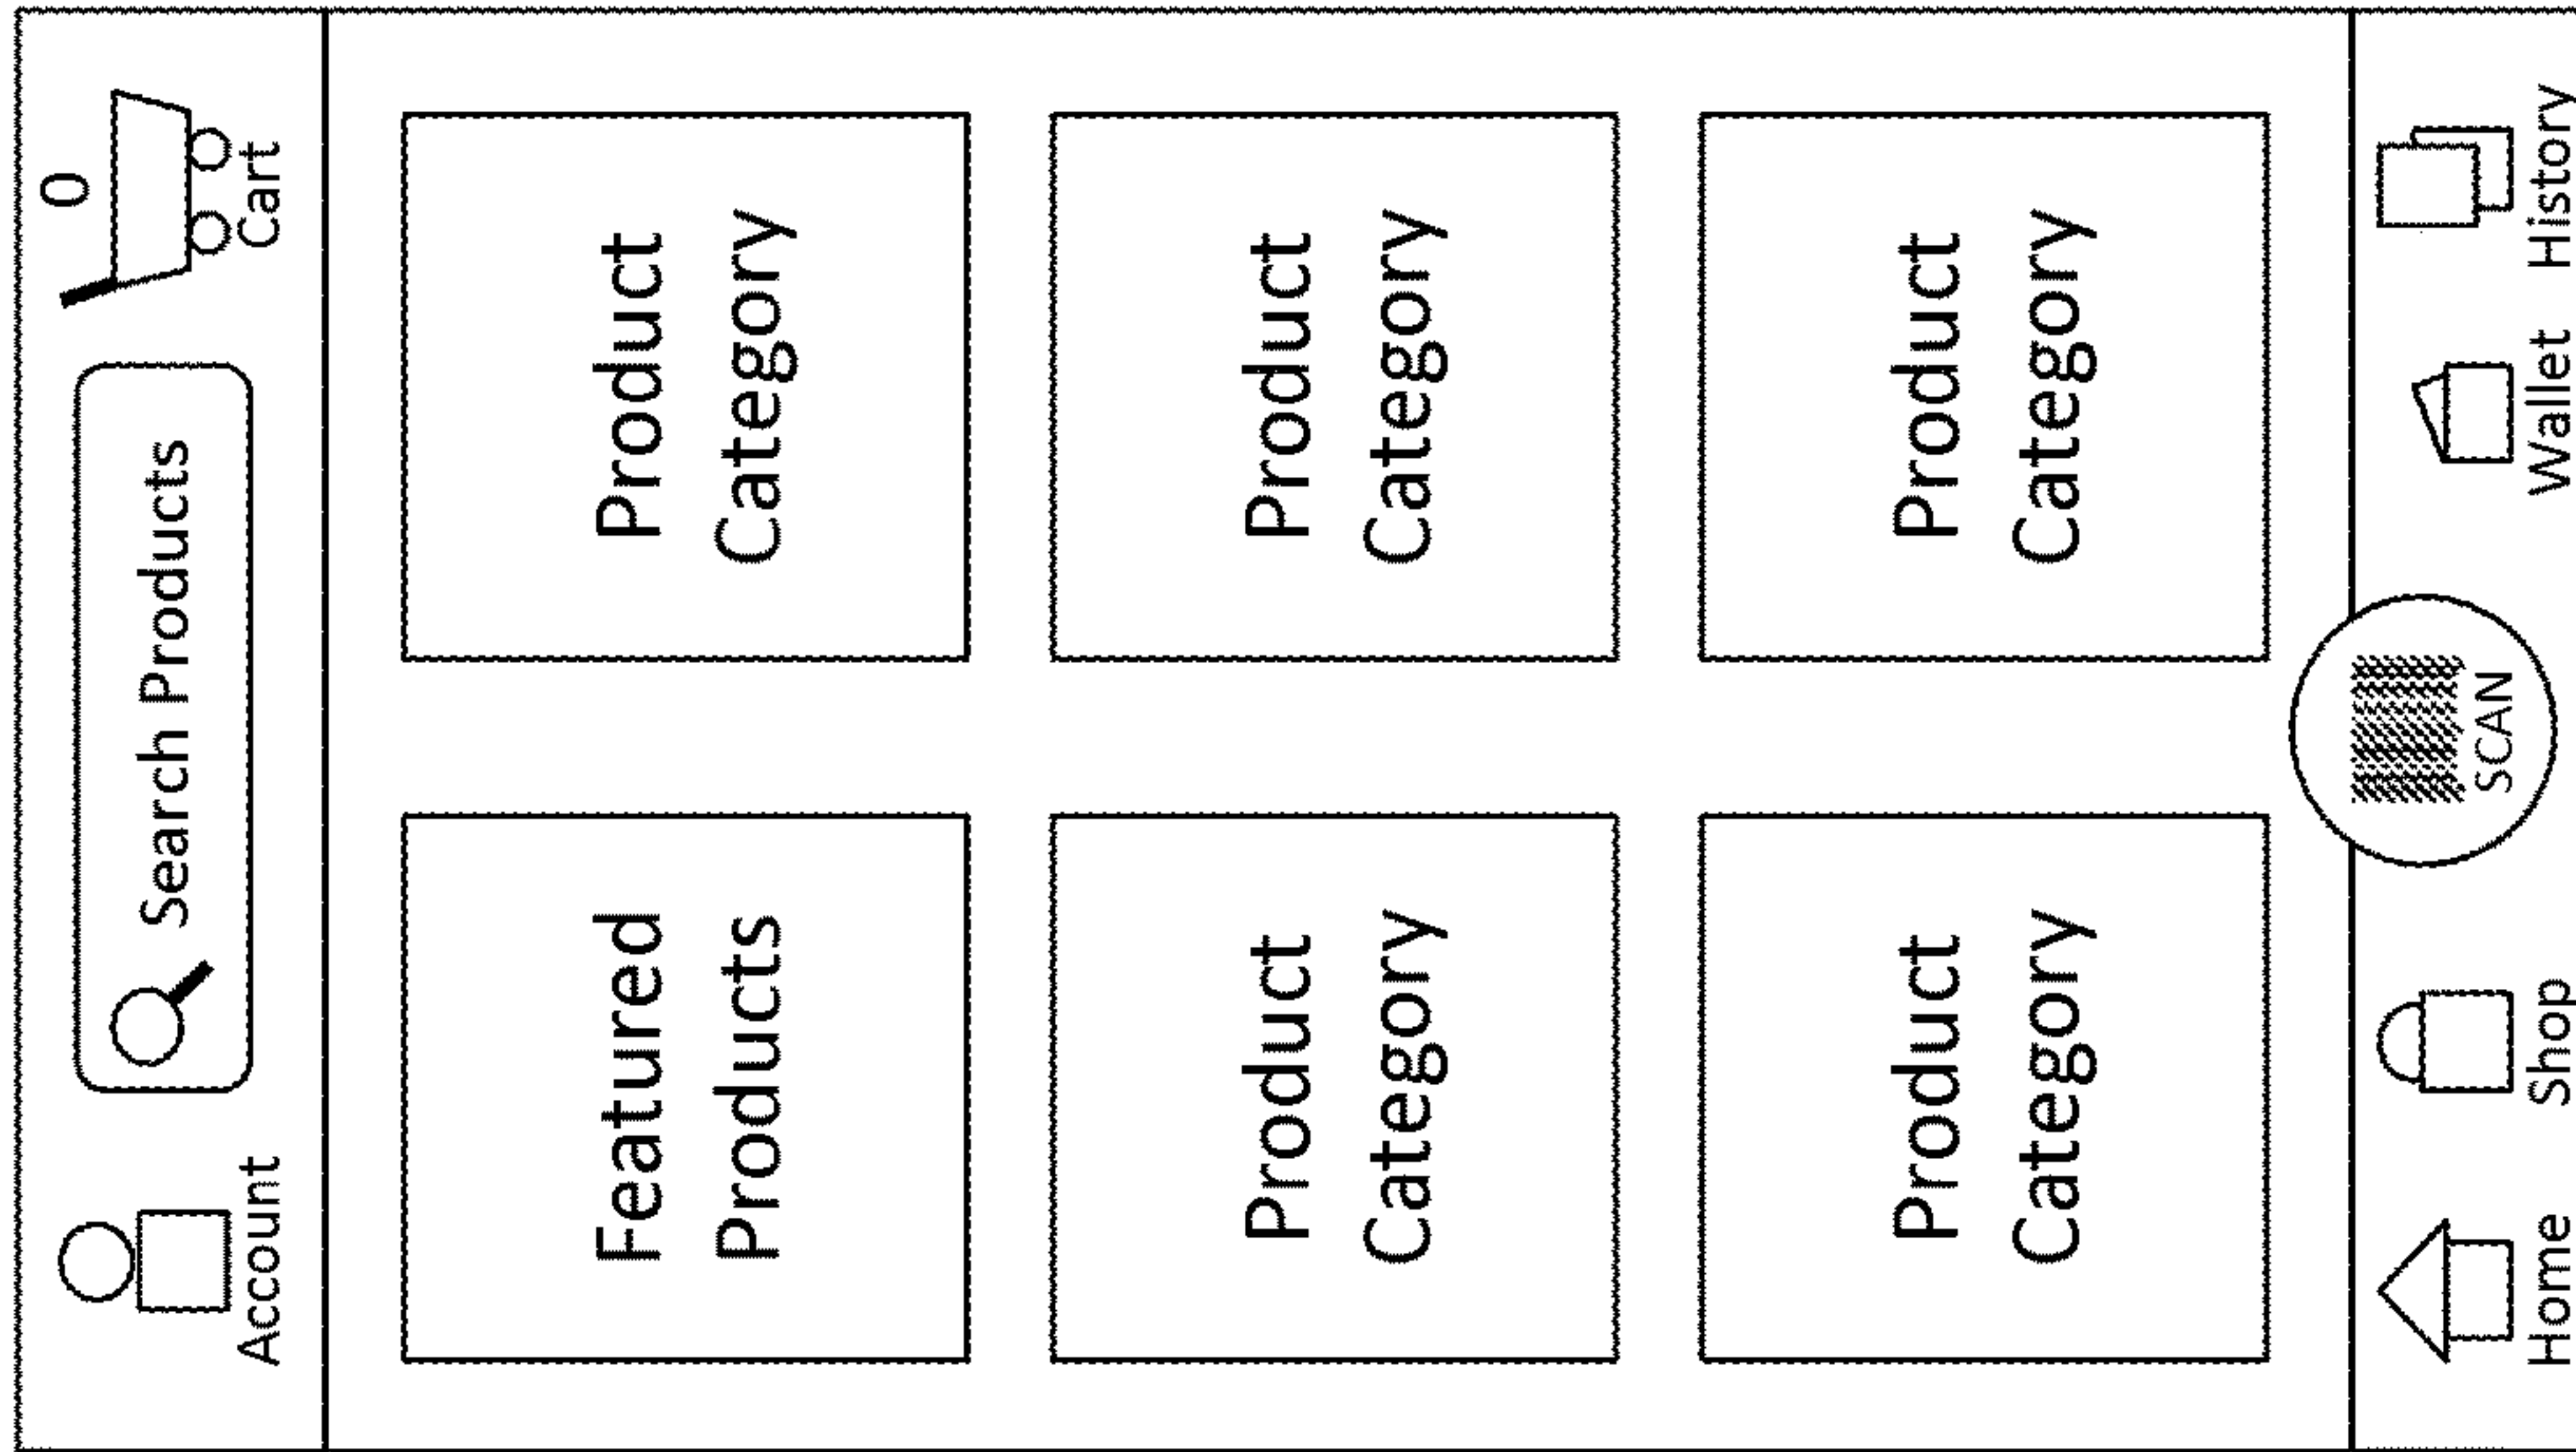 0
Account
Search Products
Cart
Featured
Products
Product
Category
Product
Category
Product
Category
Product
Category
Product
Category
SCAN
Home
Shop
Wallet
History